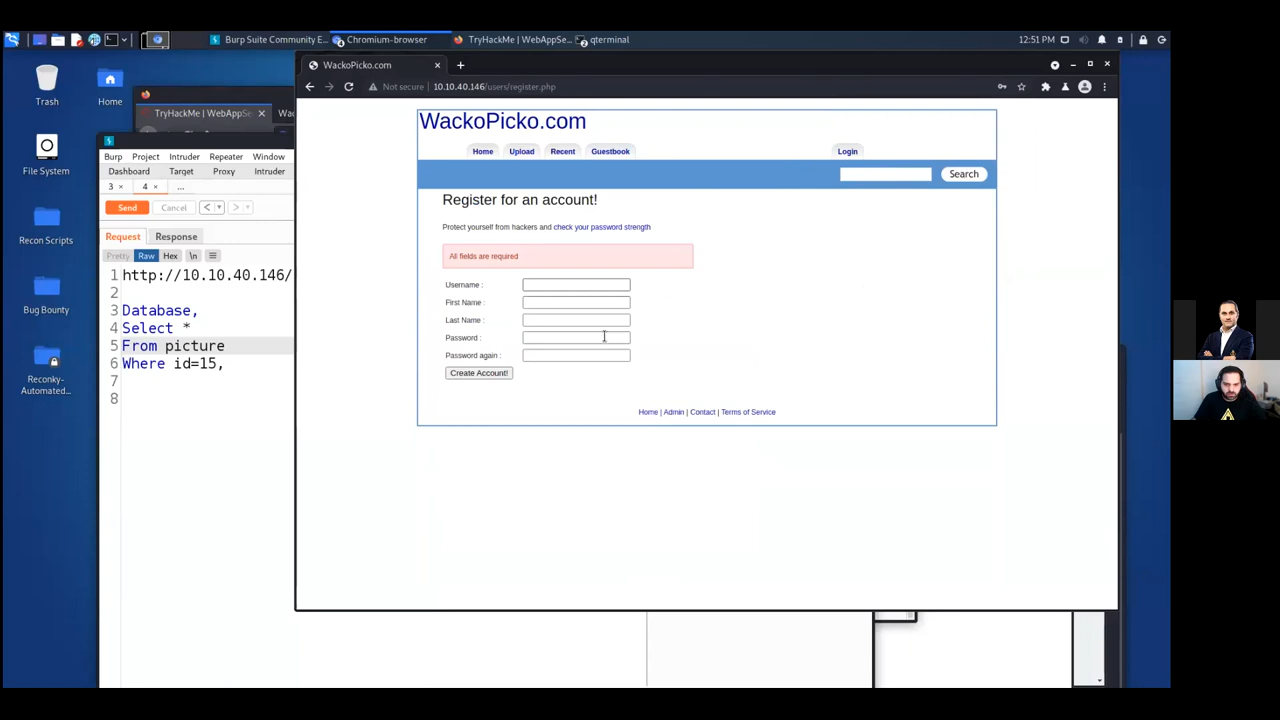 Burp Suite Community E...
Chromium-browser
TryHackMe | WebAppSe...
qterminal
12:51 PM
Trash
Home
File System
Recon Scripts
Bug Bounty
Reconky-Automated...
TryHackMe | WebAppSe
Wac
Burp Project Intruder Repeater Window
Dashboard Target Proxy Intruder
3 × 4 × ...
Send Cancel < >
Request Response
Pretty Raw Hex \n
1 http://10.10.40.146/
2
3 Database,
4 Select *
5 From picture
6 Where id=15,
7
8
WackoPicko.com
Not secure 10.10.40.146/users/register.php
WackoPicko.com
Home Upload Recent Guestbook Login
Search
Register for an account!
Protect yourself from hackers and check your password strength
All fields are required
Username :
First Name :
Last Name :
Password :
Password again :
Create Account!
Home | Admin | Contact | Terms of Service